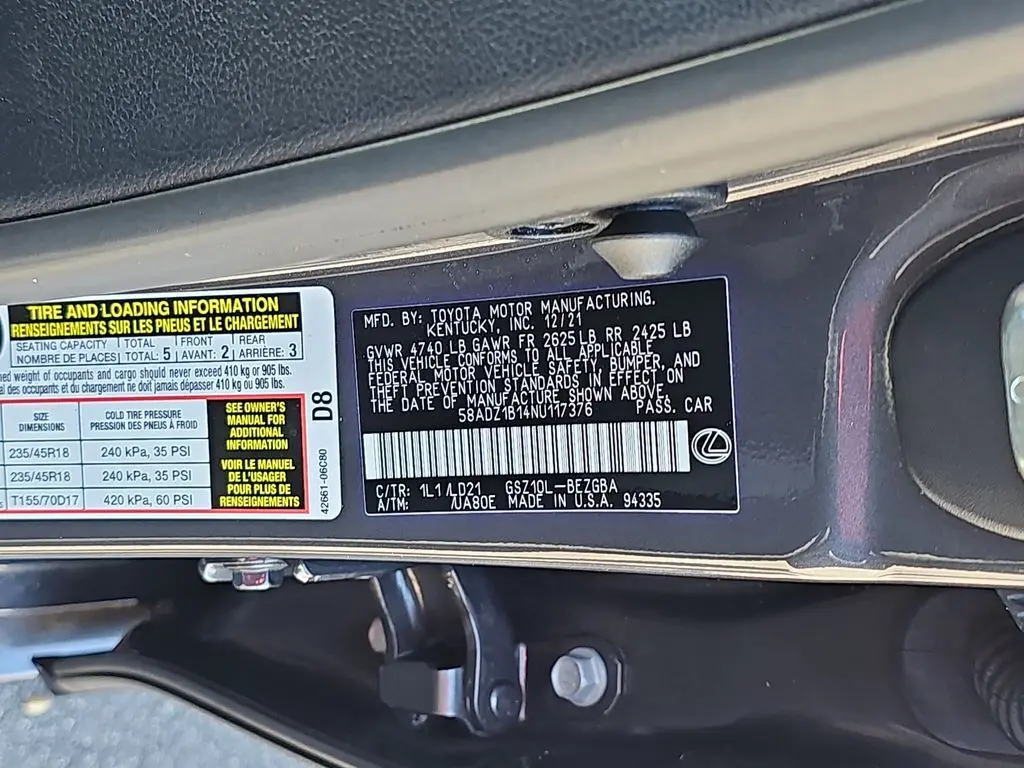 TIRE AND LOADING INFORMATION
RENSEIGNEMENTS SUR LES PNEUS ET LE CHARGEMENT
SEATING CAPACITY TOTAL FRONT REAR
NOMBRE DE PLACES TOTAL: 5 AVANT: 2 ARRIÈRE: 3
weight of occupants and cargo should never exceed 410 kg or 905 lbs.
des occupants et du chargement ne doit jamais dépasser 410 kg or 905 lbs.
SIZE COLD TIRE PRESSURE
DIMENSIONS PRESSION DES PNEUS À FROID
235/45R18 240 kPa, 35 PSI
235/45R18 240 kPa, 35 PSI
T155/70D17 420 kPa, 60 PSI
SEE OWNER'S
MANUAL FOR
ADDITIONAL
INFORMATION
VOIR LE MANUEL
DE L'USAGER
POUR PLUS DE
RENSEIGNEMENTS
D8
42661-06C80
MFD. BY: TOYOTA MOTOR MANUFACTURING.
KENTUCKY, INC. 12/21
GVWR 4740 LB GAWR FR 2625 LB RR 2425 LB
THIS VEHICLE CONFORMS TO ALL APPLICABLE
FEDERAL MOTOR VEHICLE SAFETY, BUMPER, AND
THEFT PREVENTION STANDARDS IN EFFECT ON
THE DATE OF MANUFACTURE SHOWN ABOVE.
58ADZ1B14NU117376 PASS. CAR
C/TR: 1L1/LD21 GSZ10L-BEZGBA
A/TM: /UA80E MADE IN U.S.A. 94335